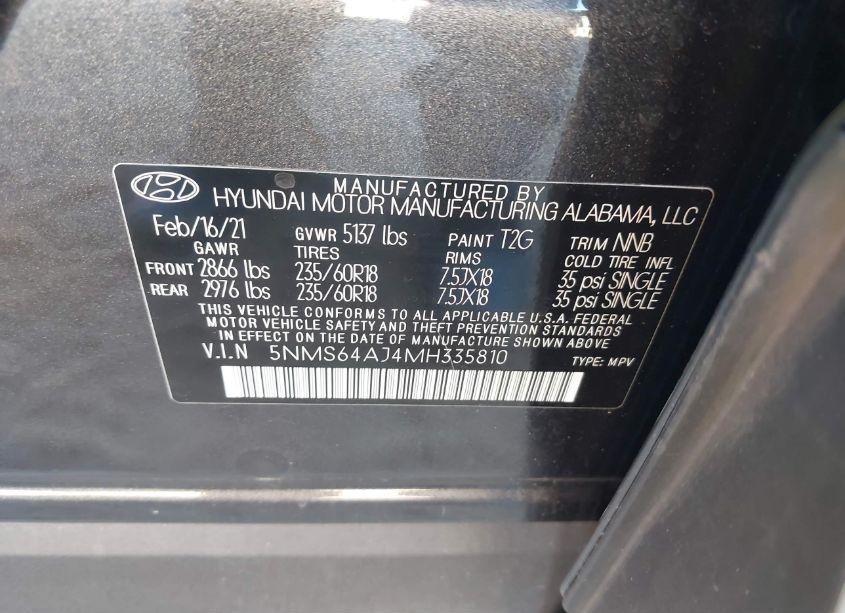 MANUFACTURED BY
HYUNDAI MOTOR MANUFACTURING ALABAMA, LLC
Feb/16/21 GVWR 5137 lbs PAINT T2G TRIM NNB
GAWR TIRES RIMS COLD TIRE INFL
FRONT 2866 lbs 235/60R18 7.5JX18 35 psi SINGLE
REAR 2976 lbs 235/60R18 7.5JX18 35 psi SINGLE
THIS VEHICLE CONFORMS TO ALL APPLICABLE U.S.A. FEDERAL
MOTOR VEHICLE SAFETY AND THEFT PREVENTION STANDARDS
IN EFFECT ON THE DATE OF MANUFACTURE SHOWN ABOVE.
V.I.N 5NMS64AJ4MH335810 TYPE: MPV